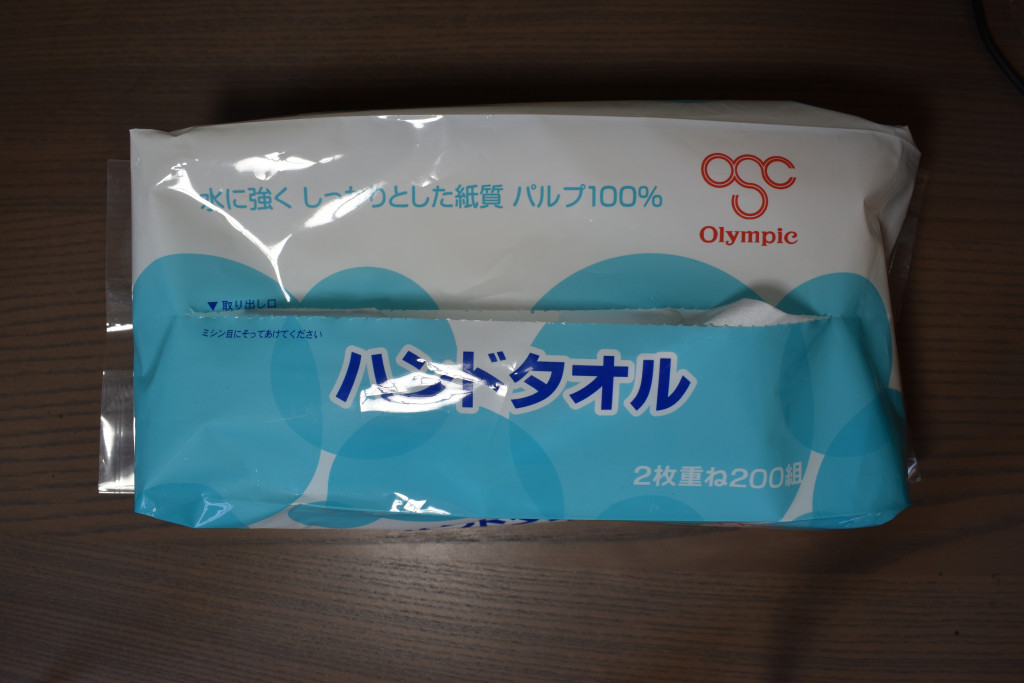 水に強く しっかりとした紙質 パルプ100%
OSC
Olympic
▼取り出し口
ミシン目にそってあけてください
ハンドタオル
2枚重ね200組